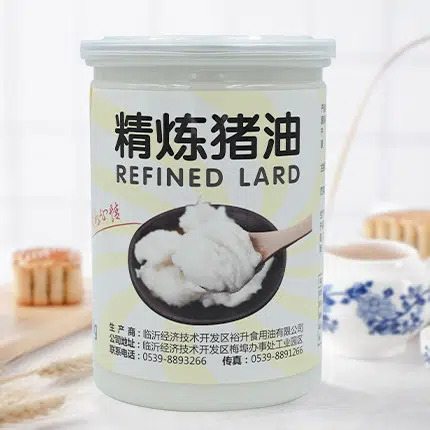 精炼猪油
REFINED LARD
生 产 商：临沂经济技术开发区裕升食用油有限公司
公司地址：临沂经济技术开发区梅埠办事处工业园区
联系电话：0539-8893266 传真：0539-8891266